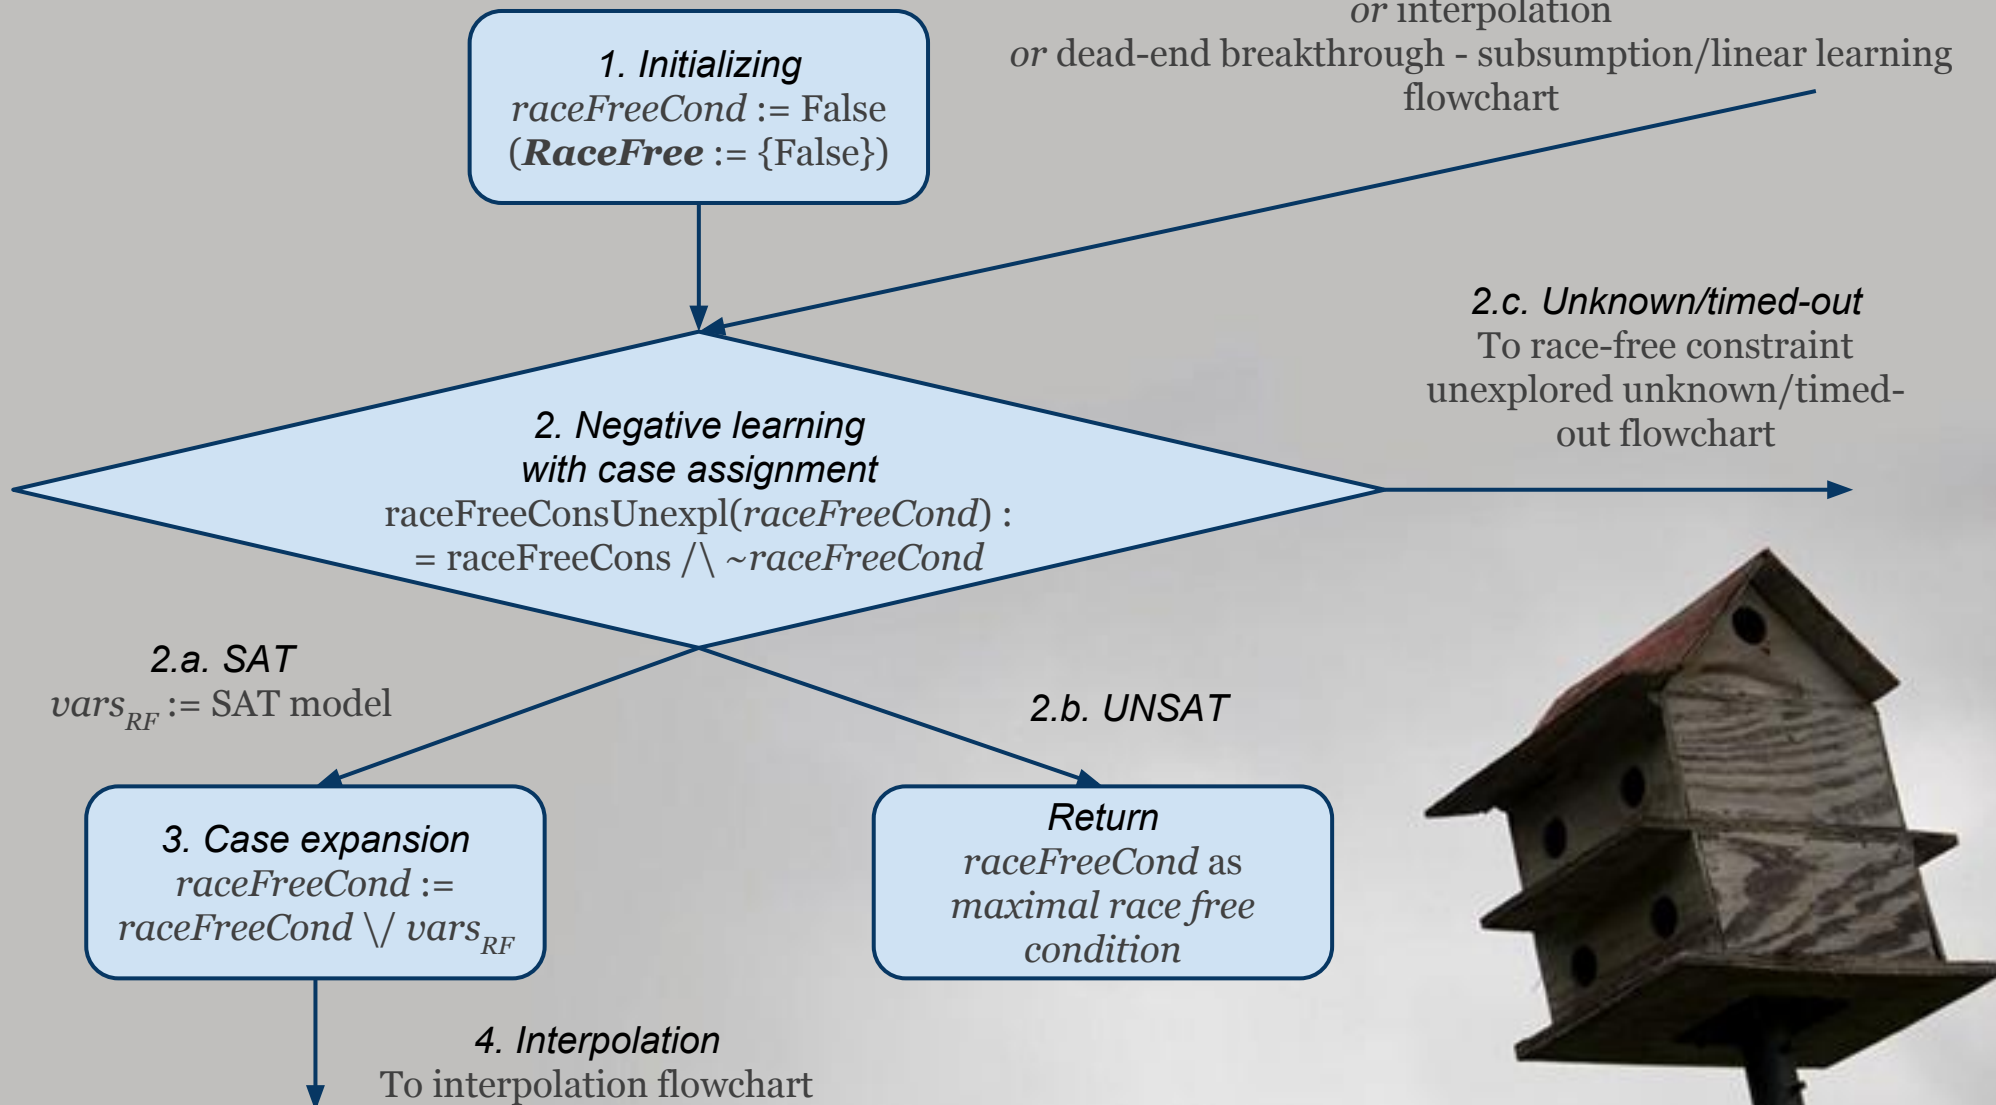 or interpolation
or dead-end breakthrough - subsumption/linear learning
flowchart
1. Initializing
raceFreeCond := False
(RaceFree := {False})
2.c. Unknown/timed-out
To race-free constraint
unexplored unknown/timed-
out flowchart
2. Negative learning
with case assignment
raceFreeConsUnexpl(raceFreeCond) :
= raceFreeCons /\ ~raceFreeCond
2.a. SAT
vars_RF := SAT model
2.b. UNSAT
3. Case expansion
raceFreeCond :=
raceFreeCond \/ vars_RF
Return
raceFreeCond as
maximal race free
condition
4. Interpolation
To interpolation flowchart